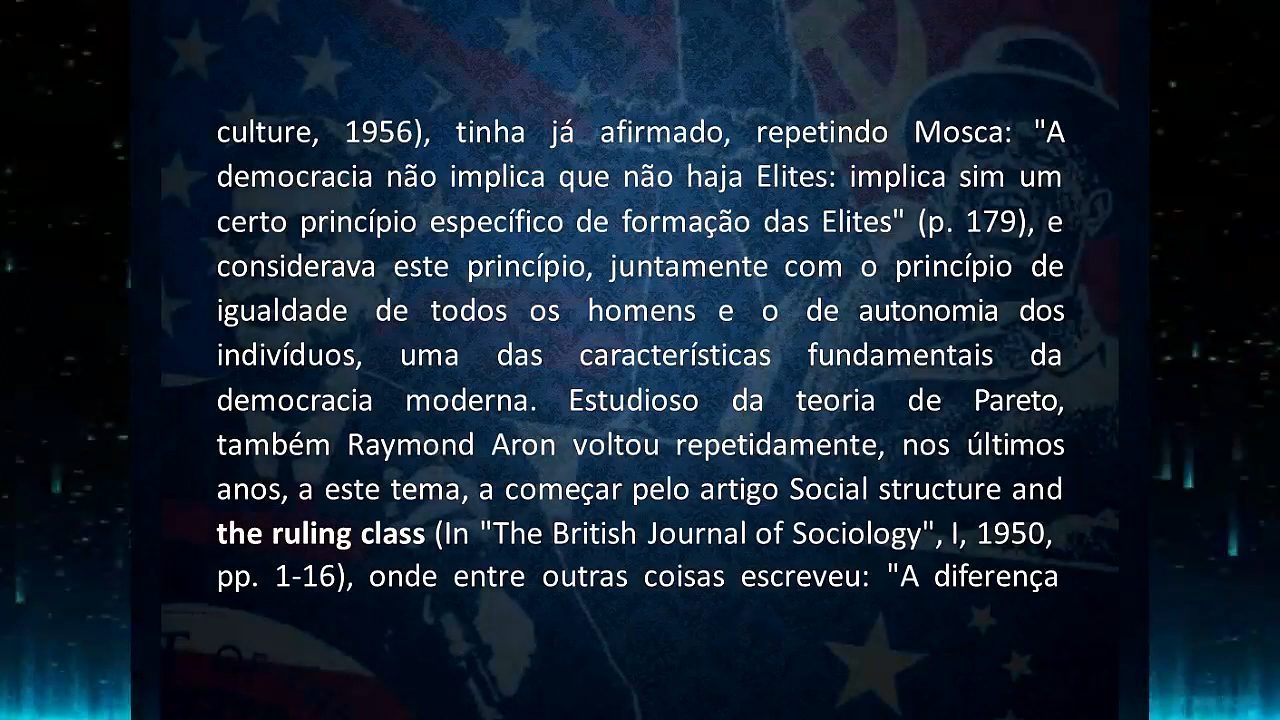 culture, 1956), tinha já afirmado, repetindo Mosca: "A
democracia não implica que não haja Elites: implica sim um
certo princípio específico de formação das Elites" (p. 179), e
considerava este princípio, juntamente com o princípio de
igualdade de todos os homens e o de autonomia dos
indivíduos, uma das características fundamentais da
democracia moderna. Estudioso da teoria de Pareto,
também Raymond Aron voltou repetidamente, nos últimos
anos, a este tema, a começar pelo artigo Social structure and
the ruling class (In "The British Journal of Sociology", I, 1950,
pp. 1-16), onde entre outras coisas escreveu: "A diferença